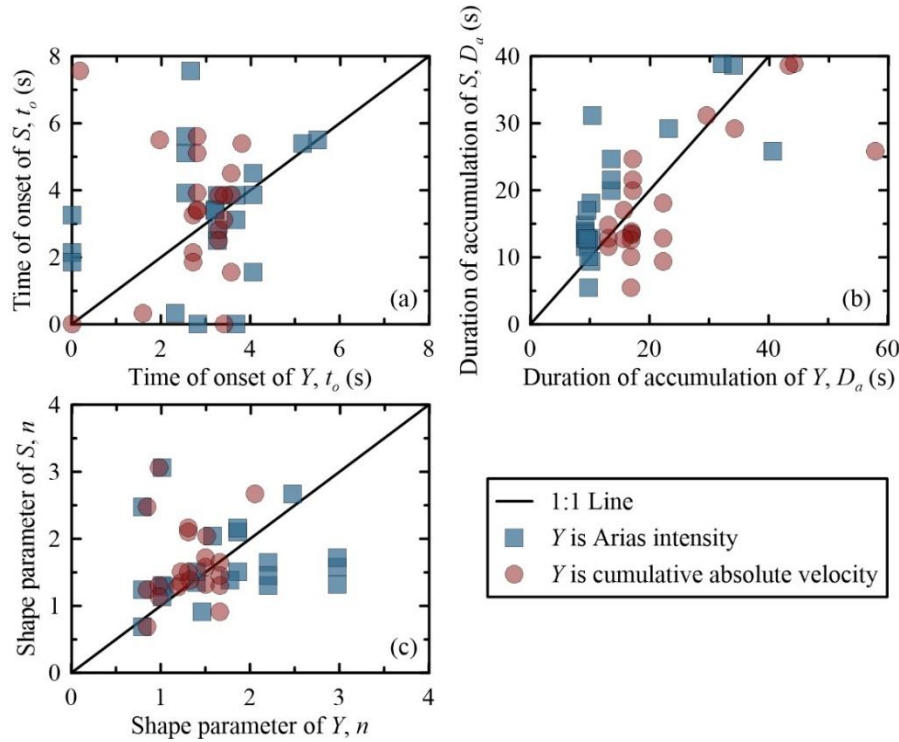 8
6
4
2
0
Time of onset of S, tₒ (s)
(a)
0 2 4 6 8
Time of onset of Y, tₒ (s)
40
30
20
10
0
Duration of accumulation of S, Dₐ (s)
(b)
0 20 40 60
Duration of accumulation of Y, Dₐ (s)
4
3
2
1
0
Shape parameter of S, n
(c)
0 1 2 3 4
Shape parameter of Y, n
1:1 Line
Y is Arias intensity
Y is cumulative absolute velocity